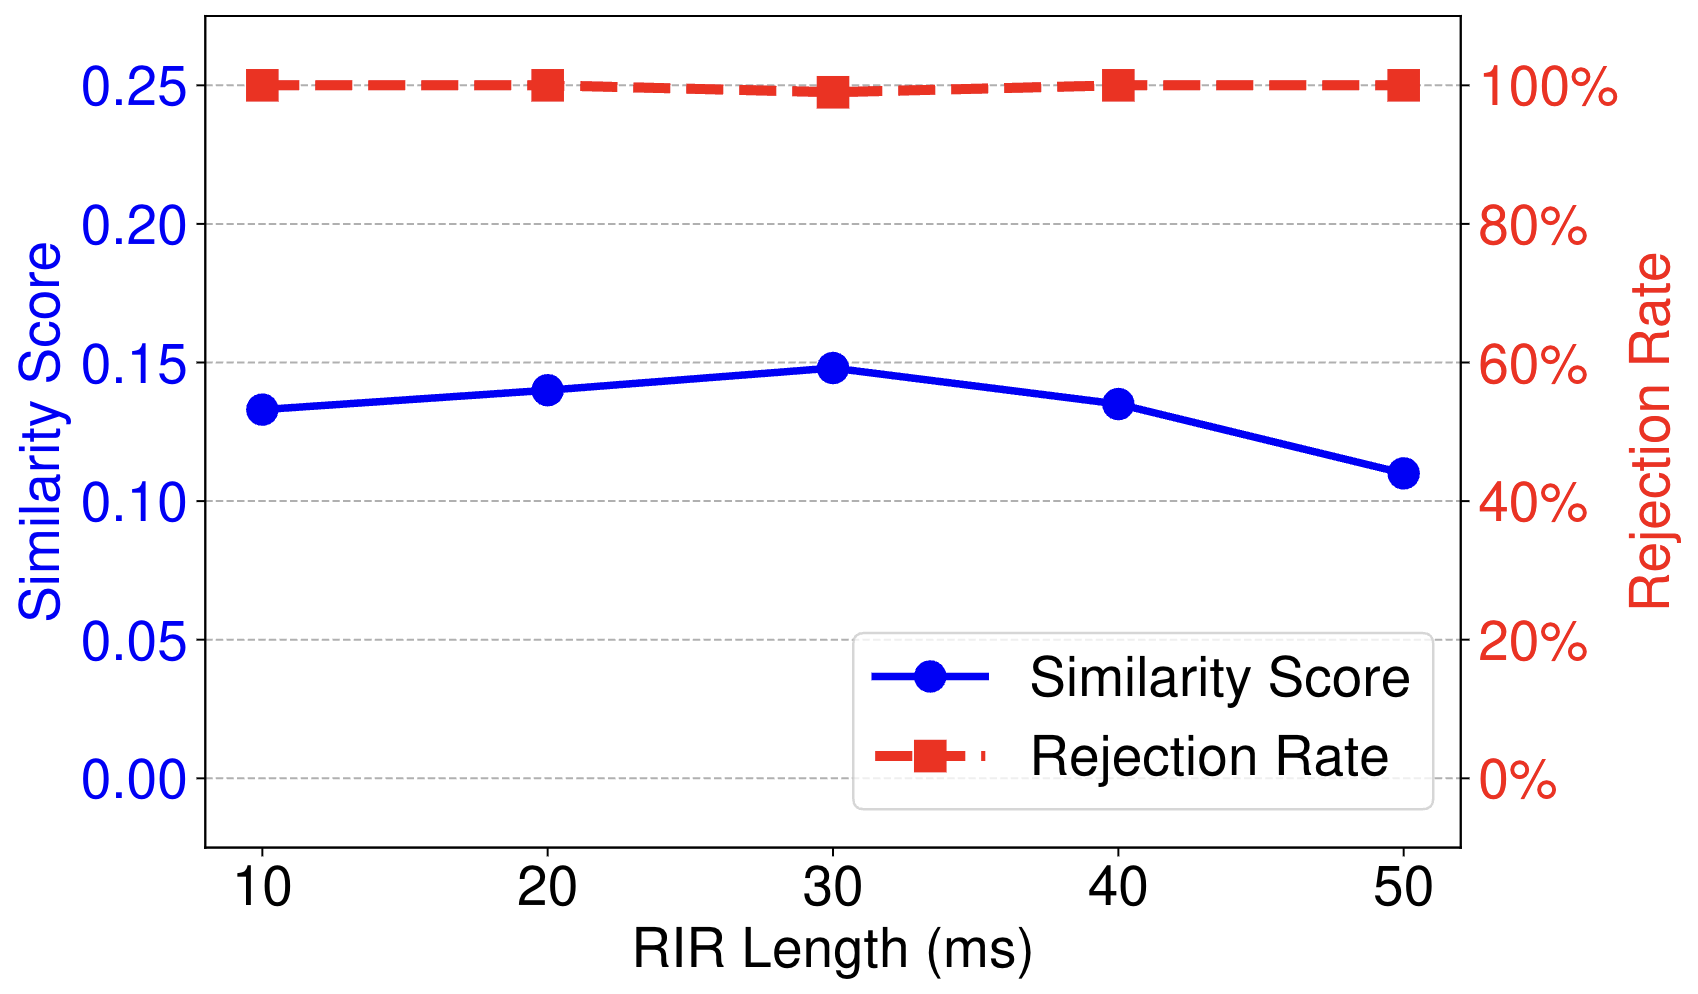 Similarity Score
0.25
0.20
0.15
0.10
0.05
0.00
100%
80%
60%
40%
20%
0%
Rejection Rate
Similarity Score
Rejection Rate
10 20 30 40 50
RIR Length (ms)